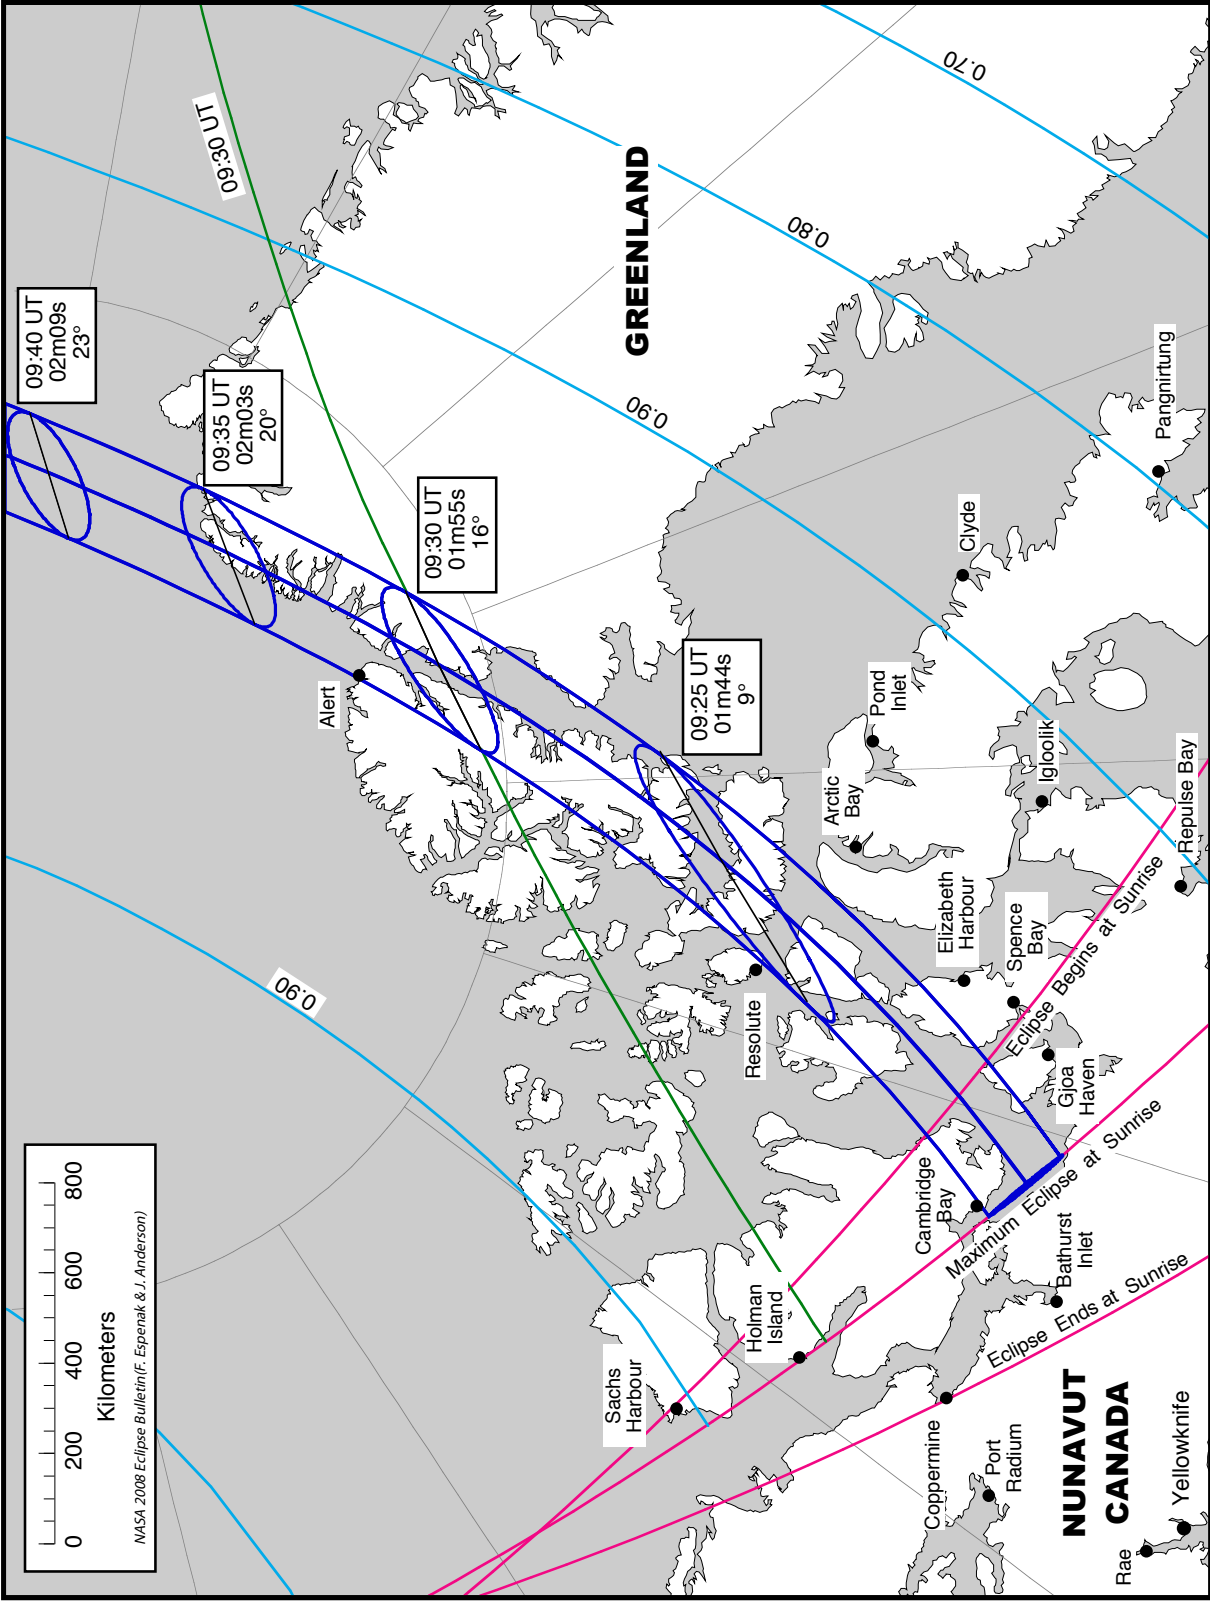 09:40 UT
02m09s
23°
09:35 UT
02m03s
20°
09:30 UT
01m55s
16°
09:25 UT
01m44s
9°
09:30 UT
0.70
0.80
0.90
0.90
GREENLAND
Alert
Pangnirtung
Clyde
Pond
Inlet
Arctic
Bay
Igloolik
Repulse Bay
Elizabeth
Harbour
Spence
Bay
Resolute
Gjoa
Haven
Cambridge
Bay
Bathurst
Inlet
Holman
Island
Sachs
Harbour
Coppermine
Port
Radium
Rae
Yellowknife
Eclipse Begins at Sunrise
Maximum Eclipse at Sunrise
Eclipse Ends at Sunrise
NUNAVUT
CANADA
0 200 400 600 800
Kilometers
NASA 2008 Eclipse Bulletin(F. Espenak & J. Anderson)